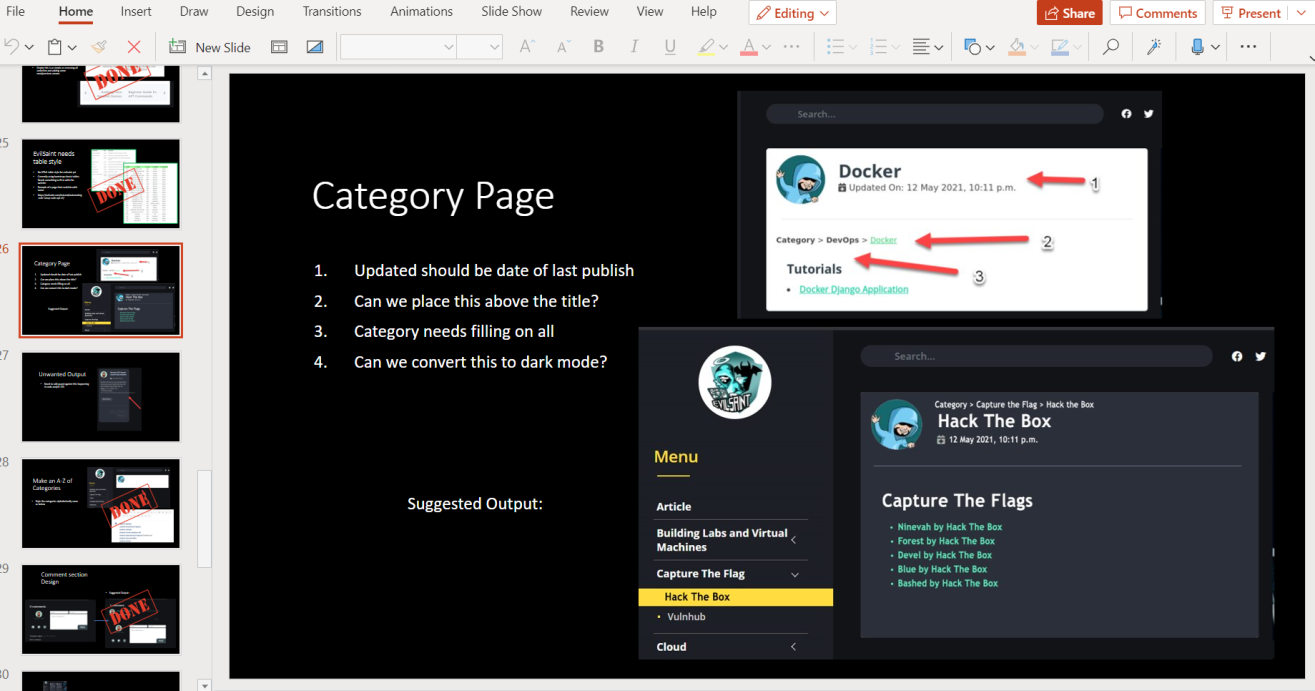 File Home Insert Draw Design Transitions Animations Slide Show Review View Help Editing Share Comments Present
New Slide A A B I U A
DONE
25
EvilSaint needs
table style
DONE
26
Category Page
Suggested Output:
27
Unwanted Output
28
Make an A-Z of
Categories
DONE
29
Comment section
Design
DONE
30
Category Page
1. Updated should be date of last publish
2. Can we place this above the title?
3. Category needs filling on all
4. Can we convert this to dark mode?
Suggested Output:
Search...
Docker
Updated On: 12 May 2021, 10:11 p.m.
1
Category > DevOps > Docker
2
3
Tutorials
• Docker Django Application
EVILSAINT
Menu
Article
Building Labs and Virtual
Machines
Capture The Flag
Hack The Box
• Vulnhub
Cloud
Search...
Category > Capture the Flag > Hack the Box
Hack The Box
12 May 2021, 10:11 p.m.
Capture The Flags
• Ninevah by Hack The Box
• Forest by Hack The Box
• Devel by Hack The Box
• Blue by Hack The Box
• Bashed by Hack The Box